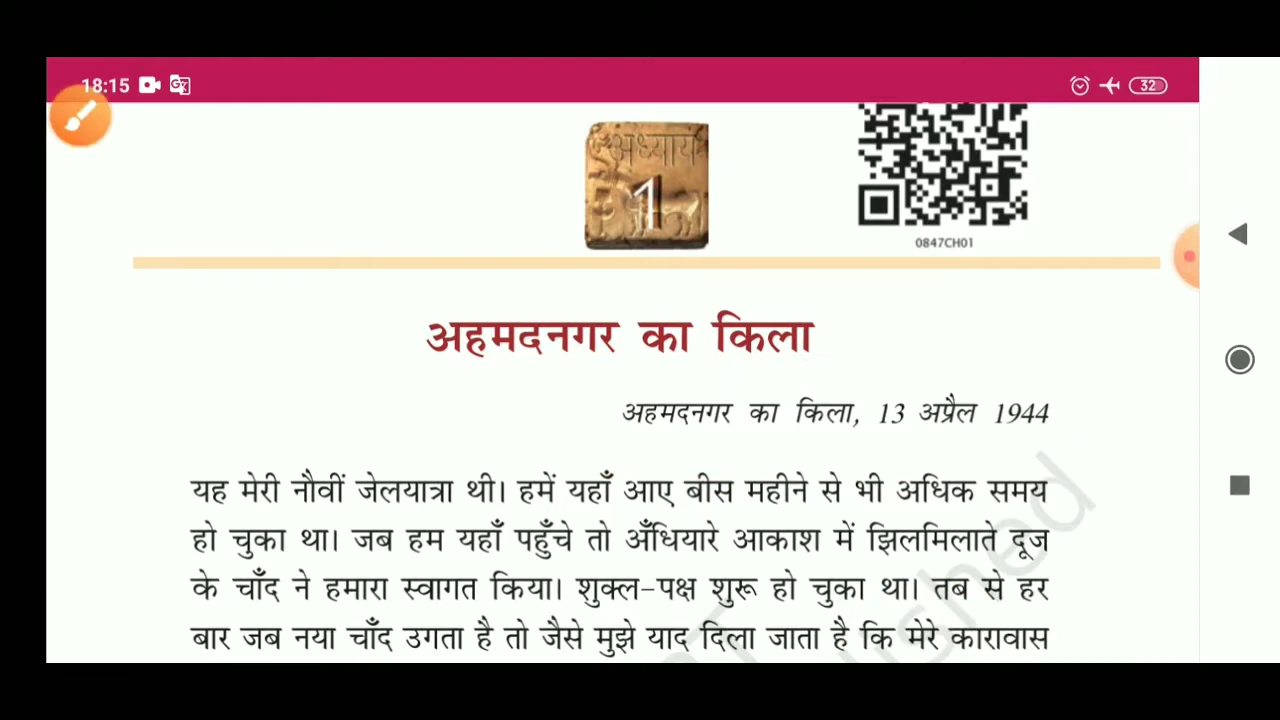 18:15
32
अध्याय
1
0847CH01
अहमदनगर का किला
अहमदनगर का किला, 13 अप्रैल 1944
यह मेरी नौवीं जेलयात्रा थी। हमें यहाँ आए बीस महीने से भी अधिक समय
हो चुका था। जब हम यहाँ पहुँचे तो अँधियारे आकाश में झिलमिलाते दूज
के चाँद ने हमारा स्वागत किया। शुक्ल-पक्ष शुरू हो चुका था। तब से हर
बार जब नया चाँद उगता है तो जैसे मुझे याद दिला जाता है कि मेरे कारावास